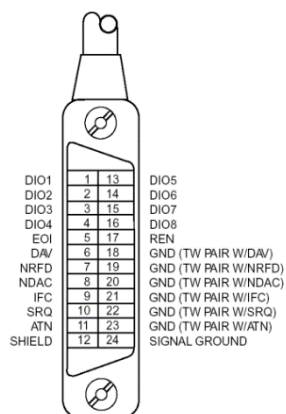 DIO1 1 13 DIO5
DIO2 2 14 DIO6
DIO3 3 15 DIO7
DIO4 4 16 DIO8
EOI 5 17 REN
DAV 6 18 GND (TW PAIR W/DAV)
NRFD 7 19 GND (TW PAIR W/NRFD)
NDAC 8 20 GND (TW PAIR W/NDAC)
IFC 9 21 GND (TW PAIR W/IFC)
SRQ 10 22 GND (TW PAIR W/SRQ)
ATN 11 23 GND (TW PAIR W/ATN)
SHIELD 12 24 SIGNAL GROUND